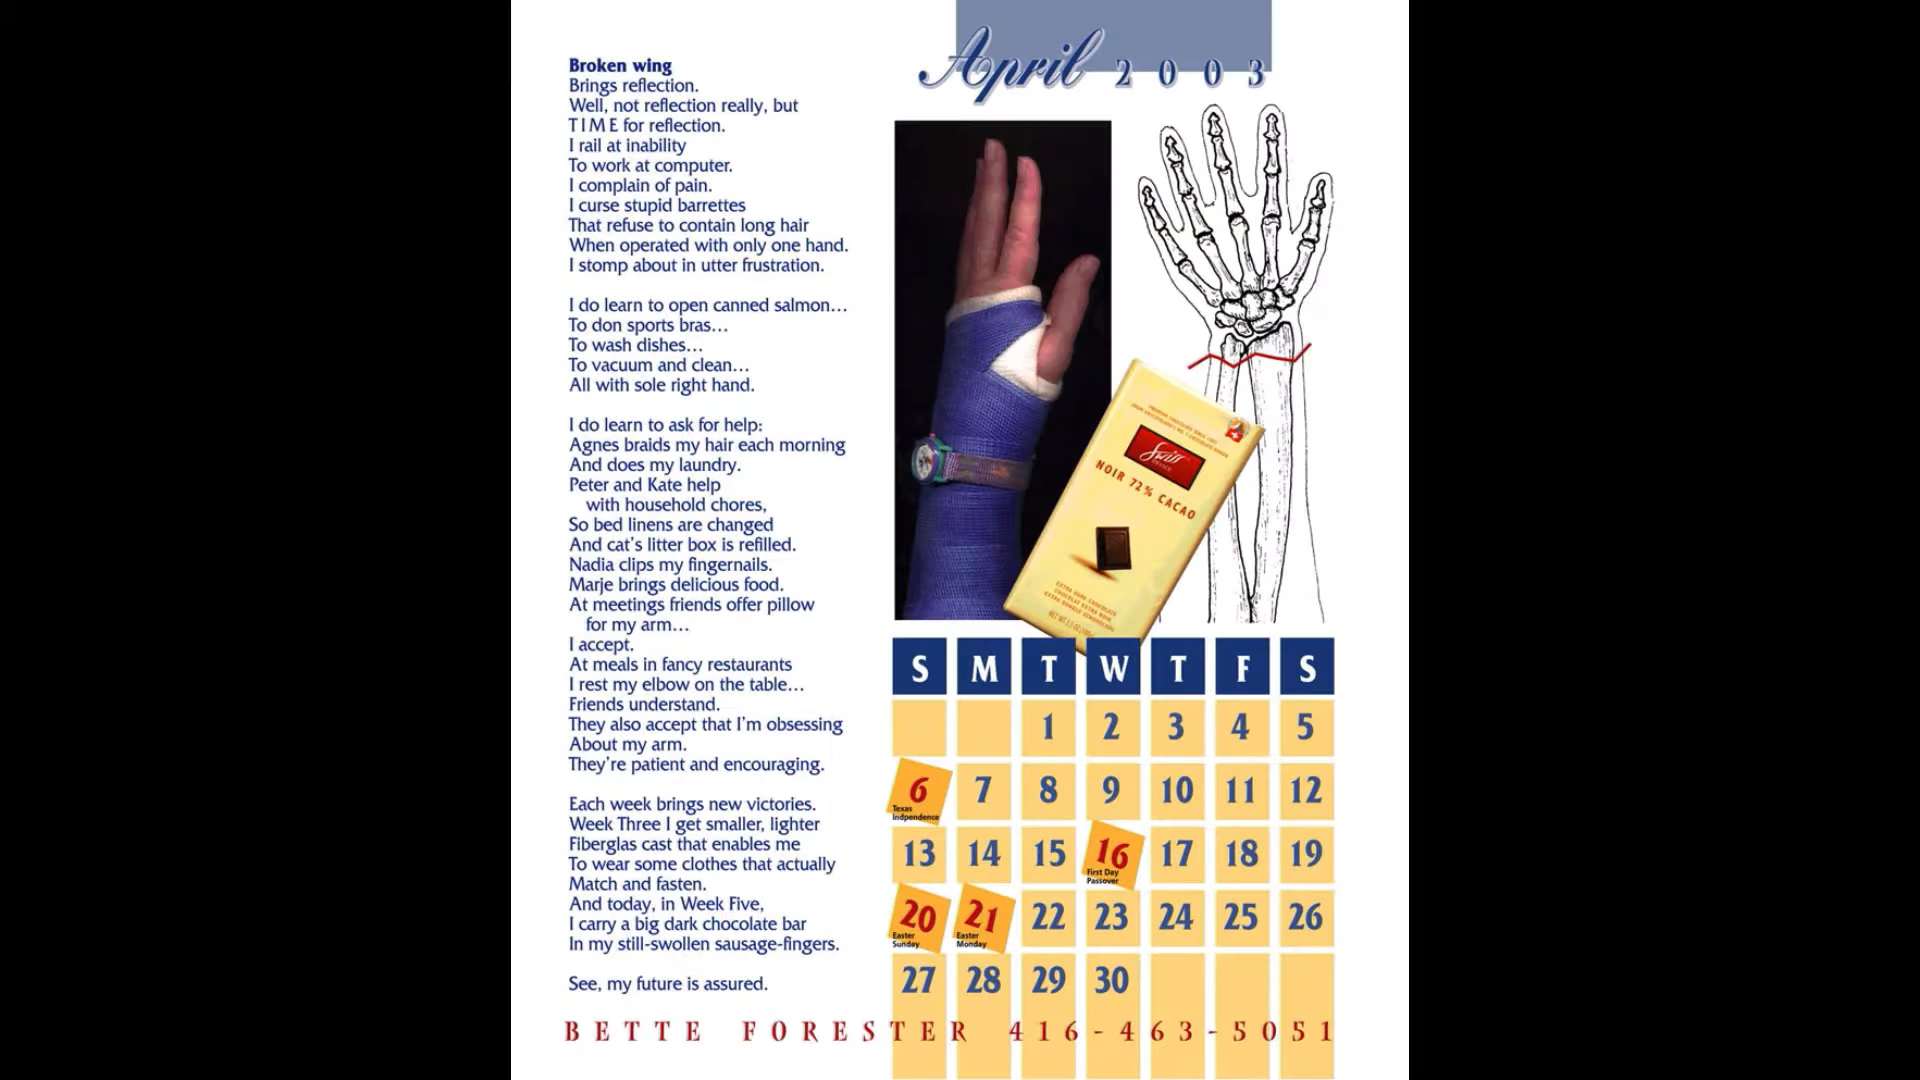 April 2003
Broken wing
Brings reflection.
Well, not reflection really, but
TIME for reflection.
I rail at inability
To work at computer.
I complain of pain.
I curse stupid barrettes
That refuse to contain long hair
When operated with only one hand.
I stomp about in utter frustration.
I do learn to open canned salmon…
To don sports bras…
To wash dishes…
To vacuum and clean…
All with sole right hand.
I do learn to ask for help:
Agnes braids my hair each morning
And does my laundry.
Peter and Kate help
with household chores,
So bed linens are changed
And cat's litter box is refilled.
Nadia clips my fingernails.
Marje brings delicious food.
At meetings friends offer pillow
for my arm…
I accept.
At meals in fancy restaurants
I rest my elbow on the table…
Friends understand.
They also accept that I'm obsessing
About my arm.
They're patient and encouraging.
Each week brings new victories.
Week Three I get smaller, lighter
Fiberglas cast that enables me
To wear some clothes that actually
Match and fasten.
And today, in Week Five,
I carry a big dark chocolate bar
In my still-swollen sausage-fingers.
See, my future is assured.
Swiss
NOIR 72% CACAO
EXTRA DARK CHOCOLATE
CHOCOLAT EXTRA NOIR
S M T W T F S
1 2 3 4 5
6 7 8 9 10 11 12
Texas
Indpendence
13 14 15 16 17 18 19
First Day
Passover
20 21 22 23 24 25 26
Easter
Sunday
Easter
Monday
27 28 29 30
BETTE FORESTER 416-463-5051